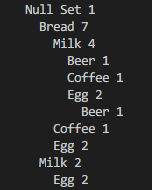 Null Set 1
Bread 7
Milk 4
Beer 1
Coffee 1
Egg 2
Beer 1
Coffee 1
Egg 2
Milk 2
Egg 2